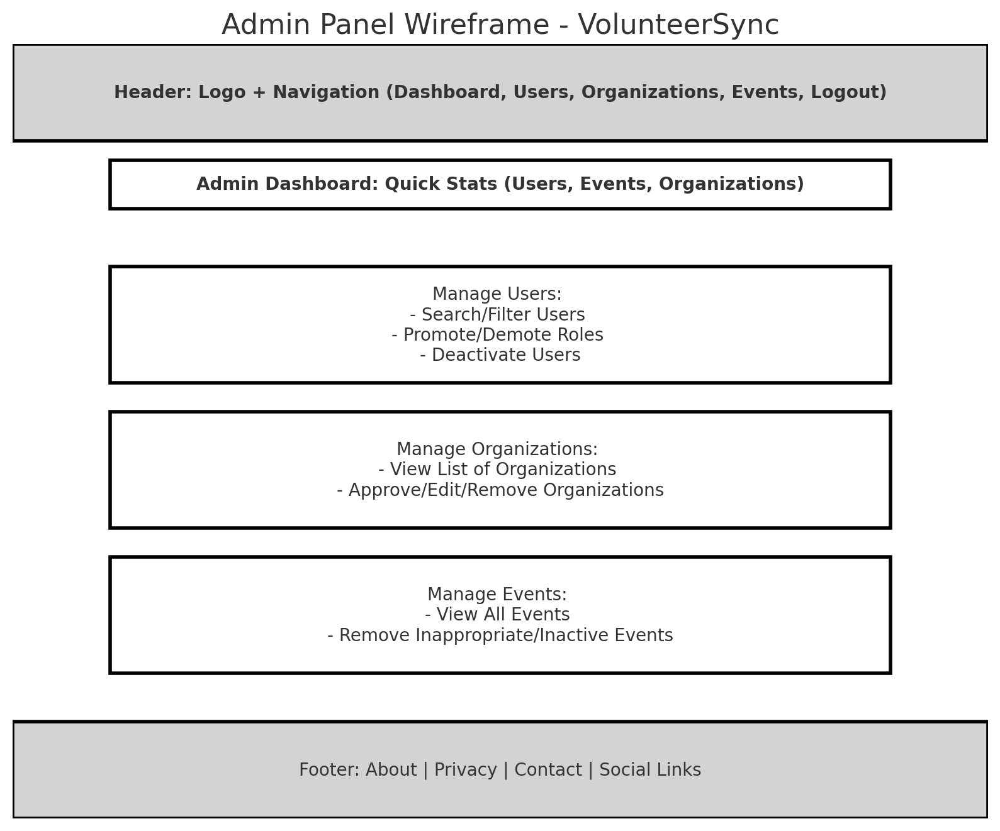 Admin Panel Wireframe - VolunteerSync
Header: Logo + Navigation (Dashboard, Users, Organizations, Events, Logout)
Admin Dashboard: Quick Stats (Users, Events, Organizations)
Manage Users:
- Search/Filter Users
- Promote/Demote Roles
- Deactivate Users
Manage Organizations:
- View List of Organizations
- Approve/Edit/Remove Organizations
Manage Events:
- View All Events
- Remove Inappropriate/Inactive Events
Footer: About | Privacy | Contact | Social Links